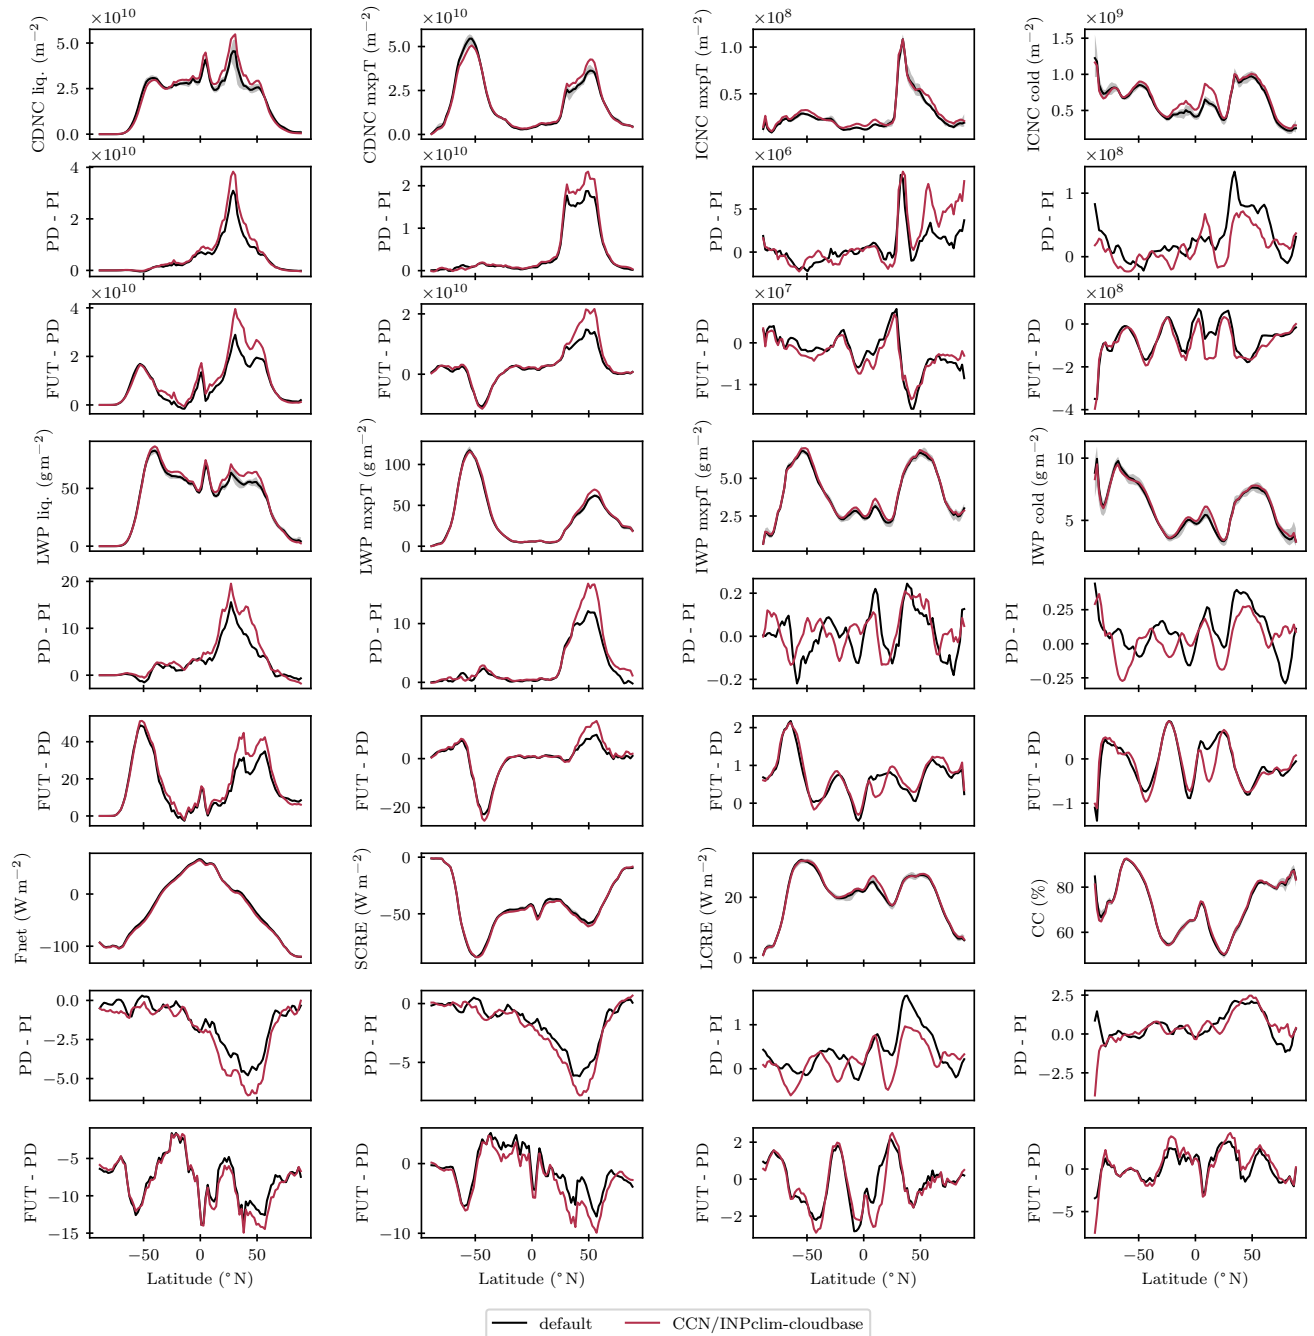 ×10¹⁰ ×10¹⁰ ×10⁸ ×10⁹
CDNC liq. (m⁻²) 5.0 2.5 0.0
CDNC mxpT (m⁻²) 5.0 2.5 0.0
ICNC mxpT (m⁻²) 1.0 0.5
ICNC cold (m⁻²) 1.5 1.0 0.5
×10¹⁰ ×10¹⁰ ×10⁶ ×10⁸
PD - PI 4 2 0
PD - PI 2 1 0
PD - PI 5 0
PD - PI 1 0
×10¹⁰ ×10¹⁰ ×10⁷ ×10⁸
FUT - PD 4 2 0
FUT - PD 2 0
FUT - PD 0 −1
FUT - PD 0 −2 −4
LWP liq. (g m⁻²) 50 0
LWP mxpT (g m⁻²) 100 50 0
IWP mxpT (g m⁻²) 5.0 2.5
IWP cold (g m⁻²) 10 5
PD - PI 20 10 0
PD - PI 10 0
PD - PI 0.2 0.0 −0.2
PD - PI 0.25 0.00 −0.25
FUT - PD 40 20 0
FUT - PD 0 −20
FUT - PD 2 1 0
FUT - PD 0 −1
Fnet (W m⁻²) 0 −100
SCRE (W m⁻²) 0 −50
LCRE (W m⁻²) 20 0
CC (%) 80 60
PD - PI 0.0 −2.5 −5.0
PD - PI 0 −5
PD - PI 1 0
PD - PI 2.5 0.0 −2.5
FUT - PD −5 −10 −15
FUT - PD 0 −10
FUT - PD 2 0 −2
FUT - PD 0 −5
−50 0 50 −50 0 50 −50 0 50 −50 0 50
Latitude (°N) Latitude (°N) Latitude (°N) Latitude (°N)
default CCN/INPclim-cloudbase